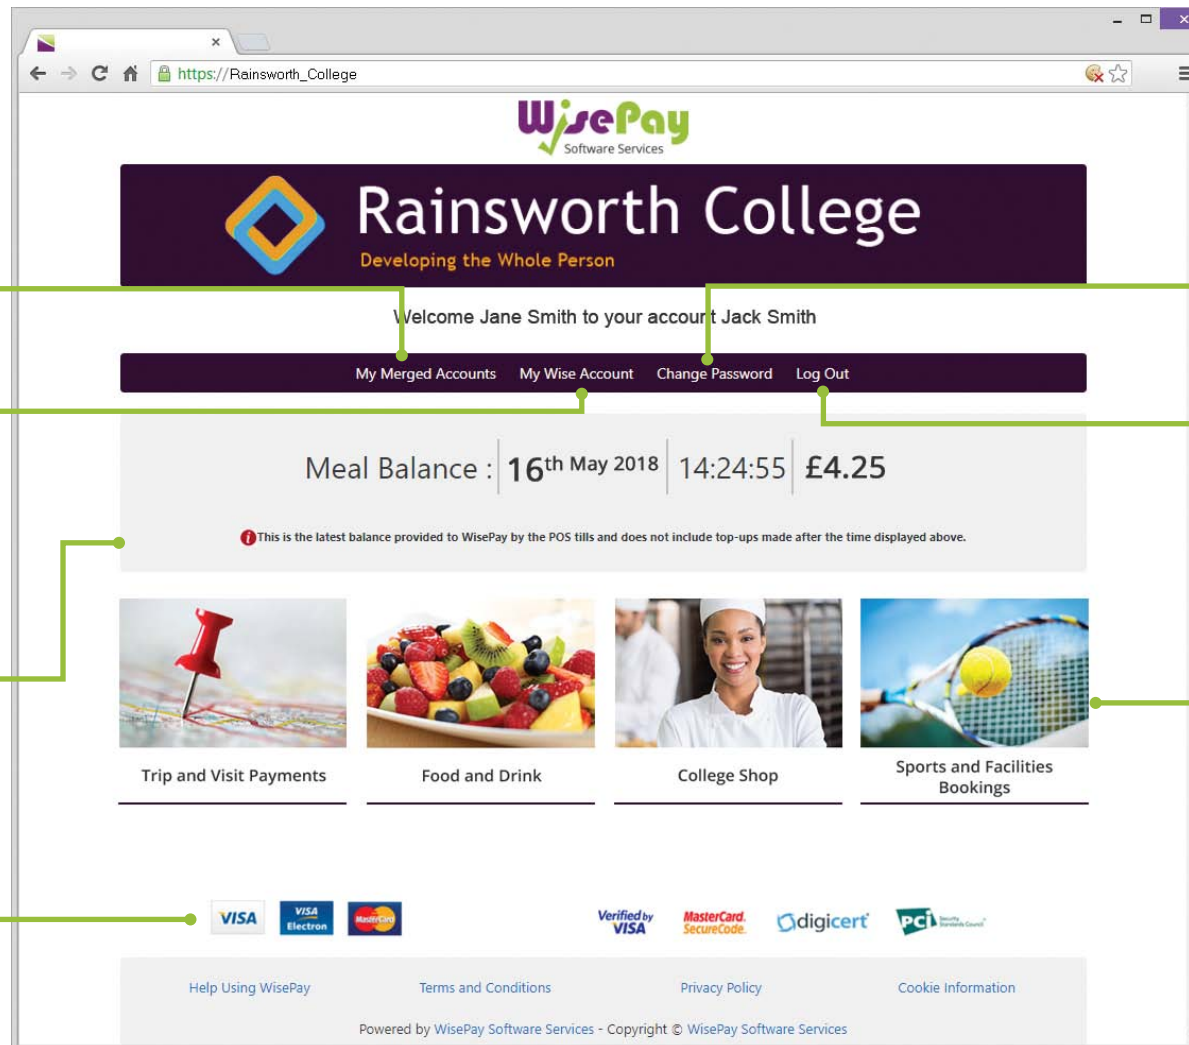 https://Rainsworth_College
WisePay
Software Services
Rainsworth College
Developing the Whole Person
Welcome Jane Smith to your account Jack Smith
My Merged Accounts My Wise Account Change Password Log Out
Meal Balance : 16th May 2018 14:24:55 £4.25
This is the latest balance provided to WisePay by the POS tills and does not include top-ups made after the time displayed above.
Trip and Visit Payments Food and Drink College Shop Sports and Facilities
Bookings
VISA VISA Electron MasterCard Verified by VISA MasterCard. SecureCode. digicert PCI Security Standards Council
Help Using WisePay Terms and Conditions Privacy Policy Cookie Information
Powered by WisePay Software Services - Copyright © WisePay Software Services